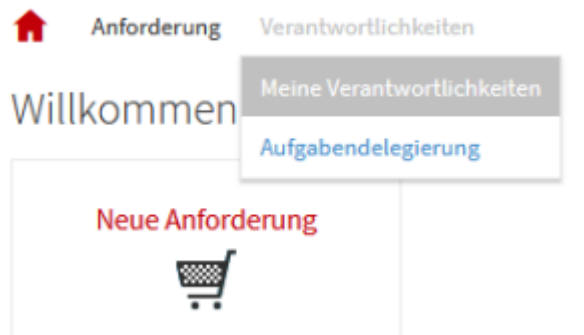 Anforderung Verantwortlichkeiten
Willkommen
Meine Verantwortlichkeiten
Aufgabendelegierung
Neue Anforderung